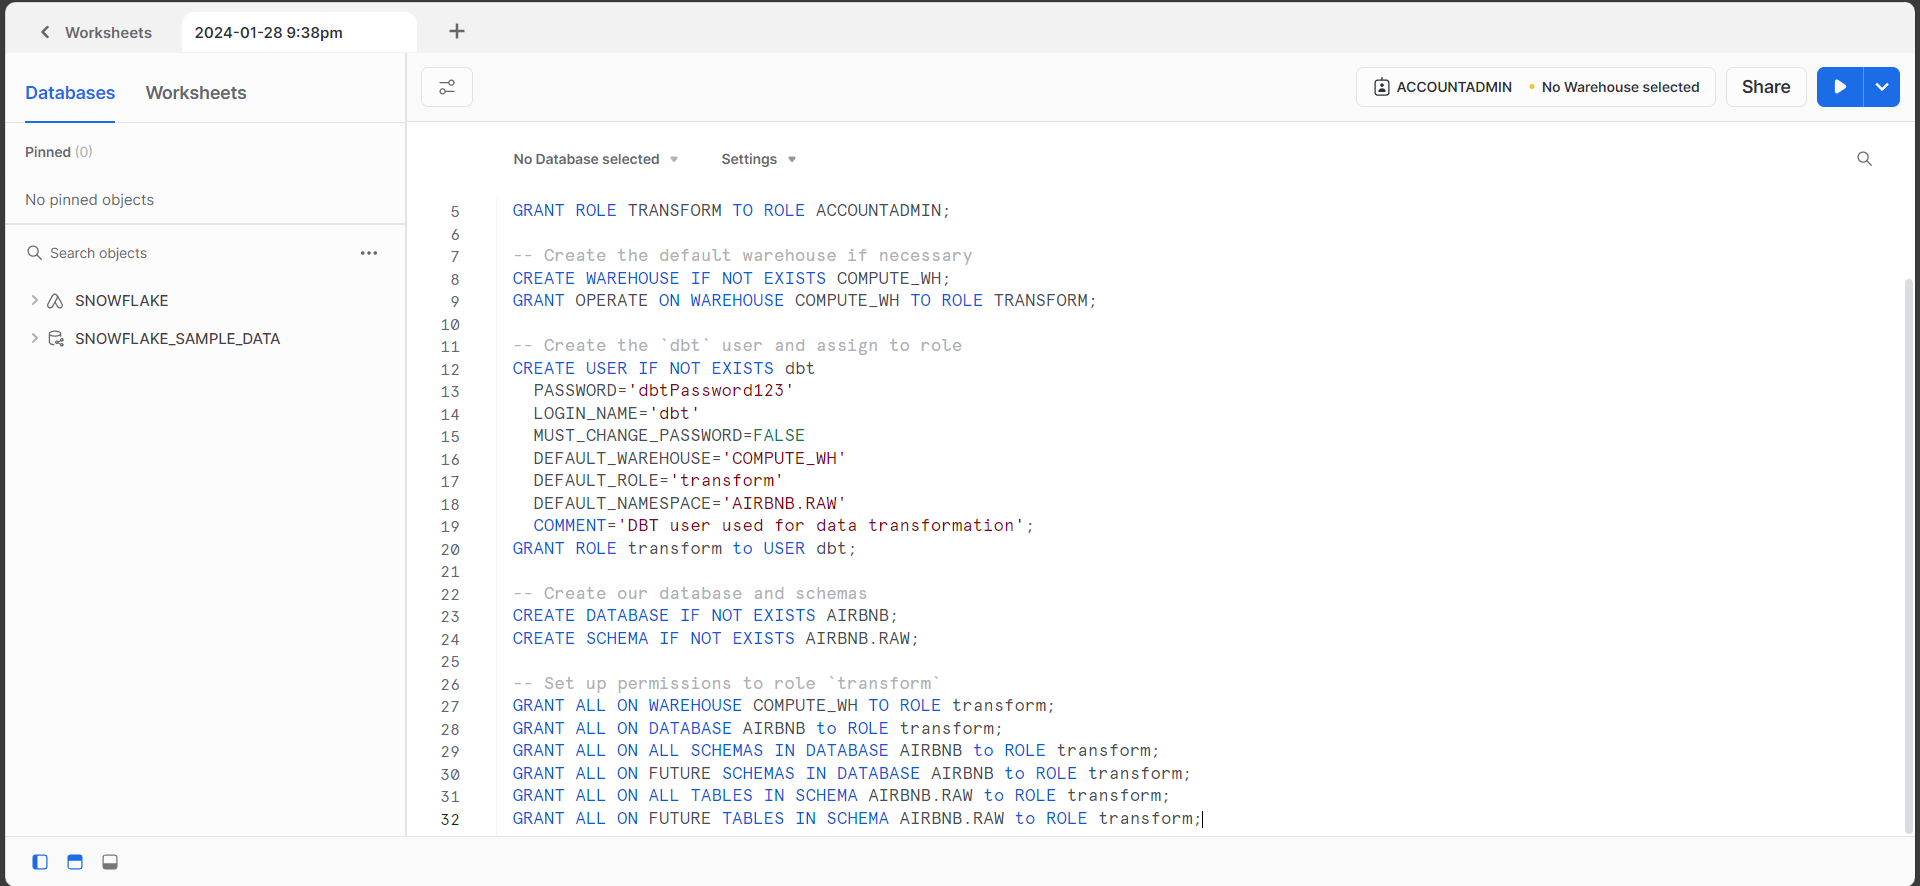 Worksheets
2024-01-28 9:38pm
Databases
Worksheets
ACCOUNTADMIN
No Warehouse selected
Share
Pinned (0)
No pinned objects
Search objects
SNOWFLAKE
SNOWFLAKE_SAMPLE_DATA
No Database selected
Settings
5 GRANT ROLE TRANSFORM TO ROLE ACCOUNTADMIN;
6
7 -- Create the default warehouse if necessary
8 CREATE WAREHOUSE IF NOT EXISTS COMPUTE_WH;
9 GRANT OPERATE ON WAREHOUSE COMPUTE_WH TO ROLE TRANSFORM;
10
11 -- Create the `dbt` user and assign to role
12 CREATE USER IF NOT EXISTS dbt
13 PASSWORD='dbtPassword123'
14 LOGIN_NAME='dbt'
15 MUST_CHANGE_PASSWORD=FALSE
16 DEFAULT_WAREHOUSE='COMPUTE_WH'
17 DEFAULT_ROLE='transform'
18 DEFAULT_NAMESPACE='AIRBNB.RAW'
19 COMMENT='DBT user used for data transformation';
20 GRANT ROLE transform to USER dbt;
21
22 -- Create our database and schemas
23 CREATE DATABASE IF NOT EXISTS AIRBNB;
24 CREATE SCHEMA IF NOT EXISTS AIRBNB.RAW;
25
26 -- Set up permissions to role `transform`
27 GRANT ALL ON WAREHOUSE COMPUTE_WH TO ROLE transform;
28 GRANT ALL ON DATABASE AIRBNB to ROLE transform;
29 GRANT ALL ON ALL SCHEMAS IN DATABASE AIRBNB to ROLE transform;
30 GRANT ALL ON FUTURE SCHEMAS IN DATABASE AIRBNB to ROLE transform;
31 GRANT ALL ON ALL TABLES IN SCHEMA AIRBNB.RAW to ROLE transform;
32 GRANT ALL ON FUTURE TABLES IN SCHEMA AIRBNB.RAW to ROLE transform;